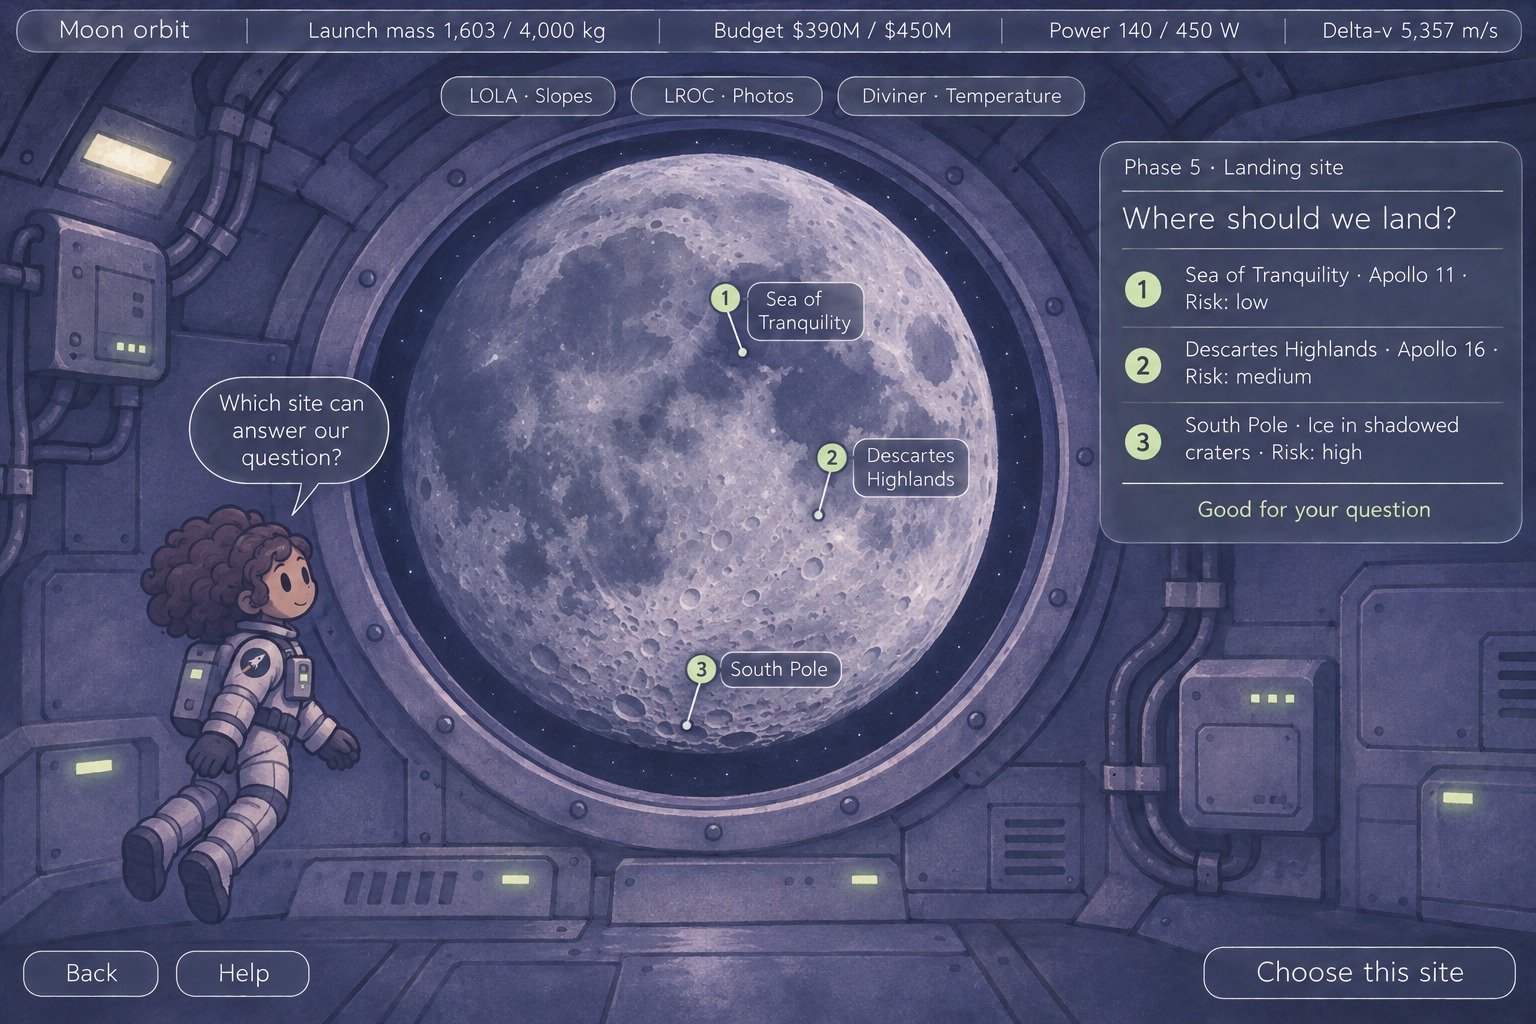 Moon orbit
Launch mass 1,603 / 4,000 kg
Budget $390M / $450M
Power 140 / 450 W
Delta-v 5,357 m/s
LOLA · Slopes
LROC · Photos
Diviner · Temperature
Phase 5 · Landing site
Where should we land?
1
Sea of Tranquility · Apollo 11 ·
Risk: low
2
Descartes Highlands · Apollo 16 ·
Risk: medium
3
South Pole · Ice in shadowed
craters · Risk: high
Good for your question
1
Sea of
Tranquility
2
Descartes
Highlands
3
South Pole
Which site can
answer our
question?
Back
Help
Choose this site